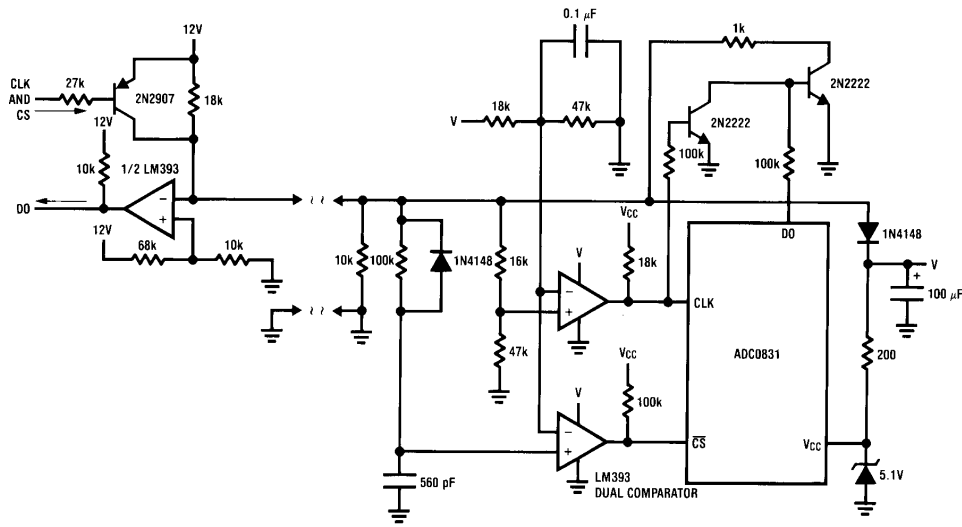 12V
CLK
AND
CS
27k
2N2907
18k
12V
10k
1/2 LM393
DO
12V
68k
10k
0.1 μF
V
18k
47k
1k
2N2222
2N2222
100k
100k
10k
100k
1N4148
16k
47k
560 pF
VCC
18k
V
CLK
DO
ADC0831
VCC
100k
V
CS
LM393
DUAL COMPARATOR
VCC
1N4148
V
+
100 μF
200
5.1V
−
+
−
+
−
+